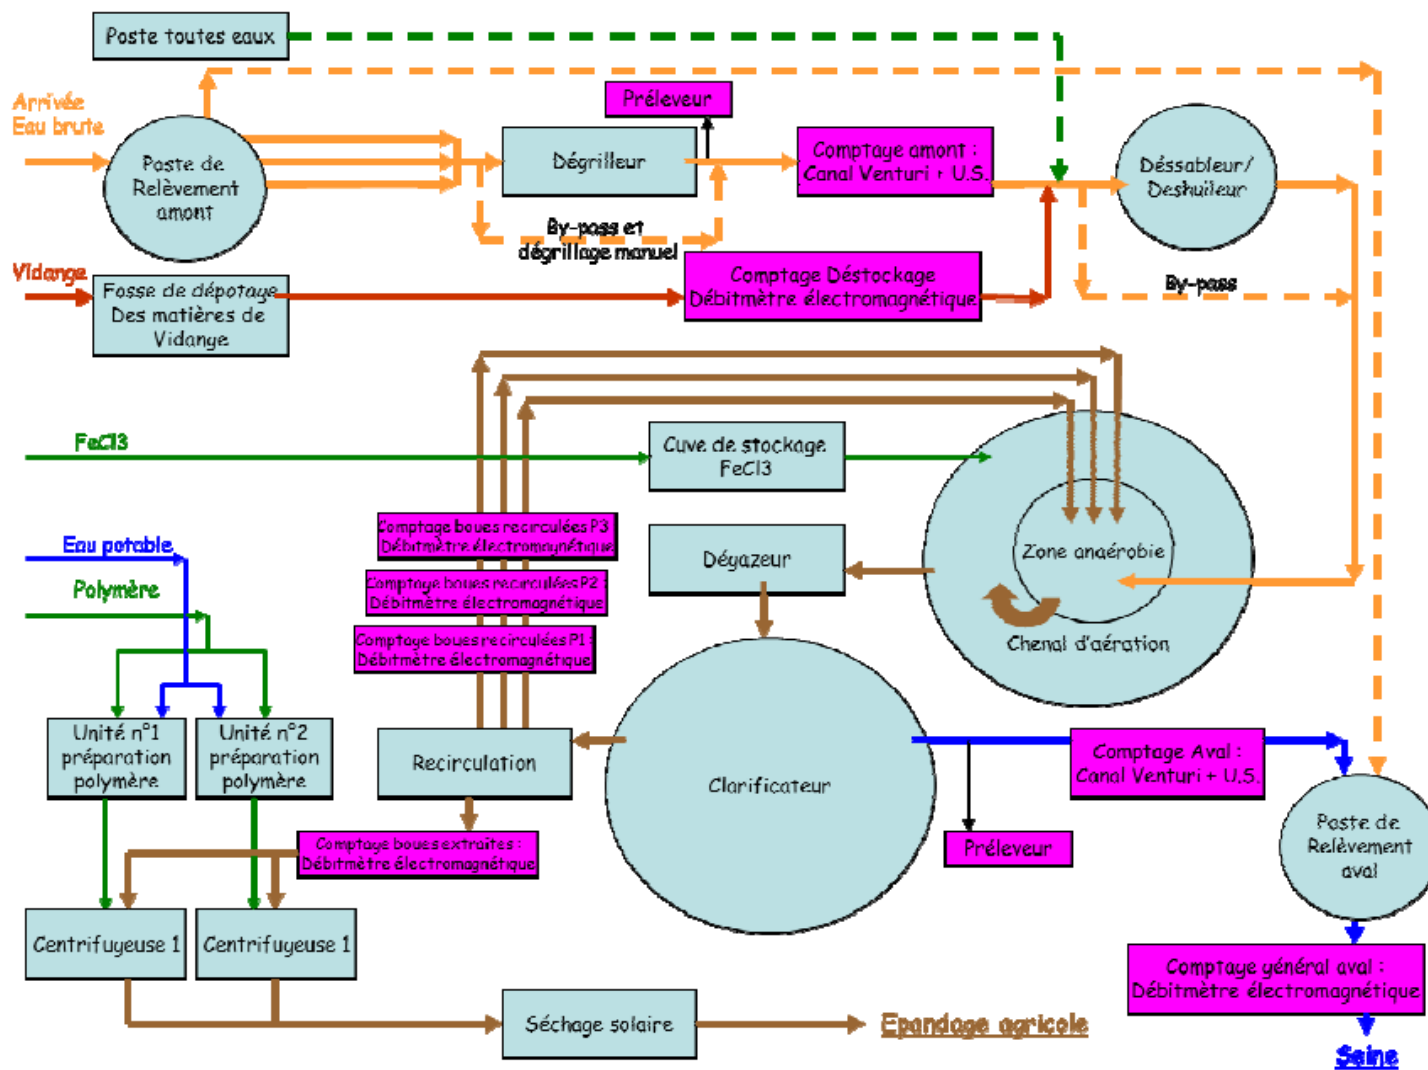 Poste toutes eaux
Arrivée
Eau brute
Préleveur
Poste de
Relèvement
amont
Dégrilleur
Comptage amont :
Canal Venturi + U.S.
Déssableur/
Deshuileur
By-pass et
dégrillage manuel
Vidange
Fosse de dépotage
Des matières de
Vidange
Comptage Déstockage
Débitmètre électromagnétique
By-pass
FeCl3
Cuve de stockage
FeCl3
Comptage boues recirculées P3
Débitmètre électromagnétique
Eau potable
Dégazeur
Zone anaérobie
Comptage boues recirculées P2 :
Débitmètre électromagnétique
Polymère
Comptage boues recirculées P1 :
Débitmètre électromagnétique
Chenal d'aération
Unité n°1
préparation
polymère
Unité n°2
préparation
polymère
Recirculation
Clarificateur
Comptage Aval :
Canal Venturi + U.S.
Comptage boues extraites :
Débitmètre électromagnétique
Préleveur
Poste de
Relèvement
aval
Centrifugeuse 1
Centrifugeuse 1
Comptage général aval :
Débitmètre électromagnétique
Séchage solaire
Epandage agricole
Seine